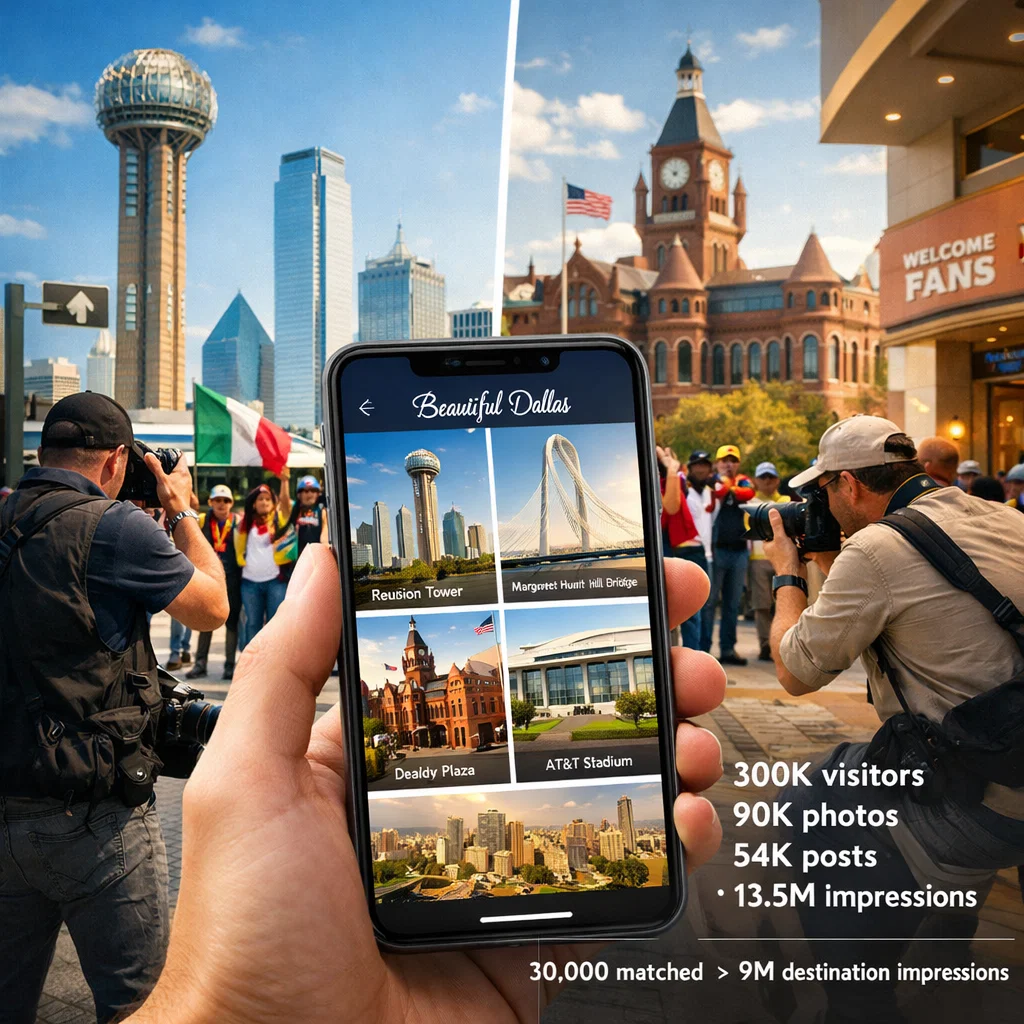 WELCOME
FANS
Beautiful Dallas
Reusion Tower
Margaret Hunt Hill Bridge
Dealdy Plaza
AT&T Stadium
300K visitors
90K photos
54K posts
· 13.5M impressions
30,000 matched > 9M destination impressions